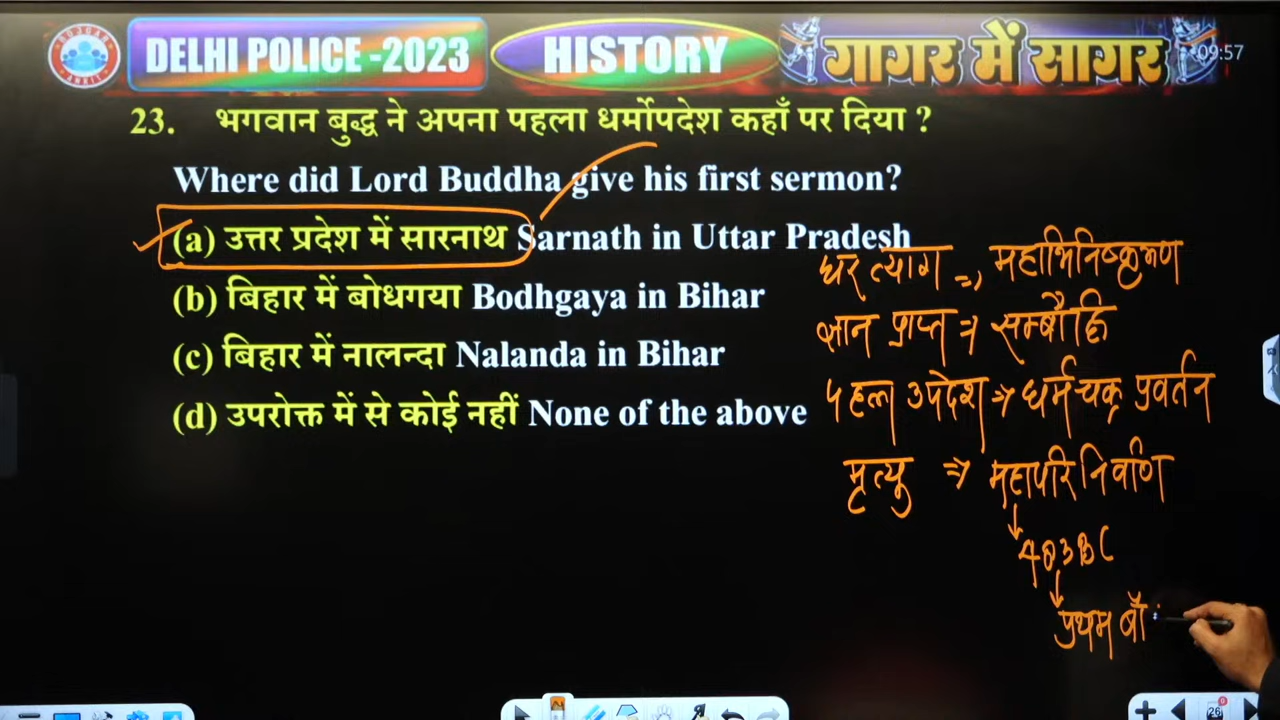 ROJGAR
ANKIT
DELHI POLICE -2023
HISTORY
गागर में सागर
09:57
23. भगवान बुद्ध ने अपना पहला धर्मोपदेश कहाँ पर दिया ?
Where did Lord Buddha give his first sermon?
(a) उत्तर प्रदेश में सारनाथ Sarnath in Uttar Pradesh
(b) बिहार में बोधगया Bodhgaya in Bihar
(c) बिहार में नालन्दा Nalanda in Bihar
(d) उपरोक्त में से कोई नहीं None of the above
घर त्याग => महाभिनिष्क्रमण
ज्ञान प्राप्त => सम्बौद्धि
पहला उपदेश => धर्मचक्र प्रवर्तन
मृत्यु => महापरिनिर्वाण
483 BC
प्रथम बौ
26